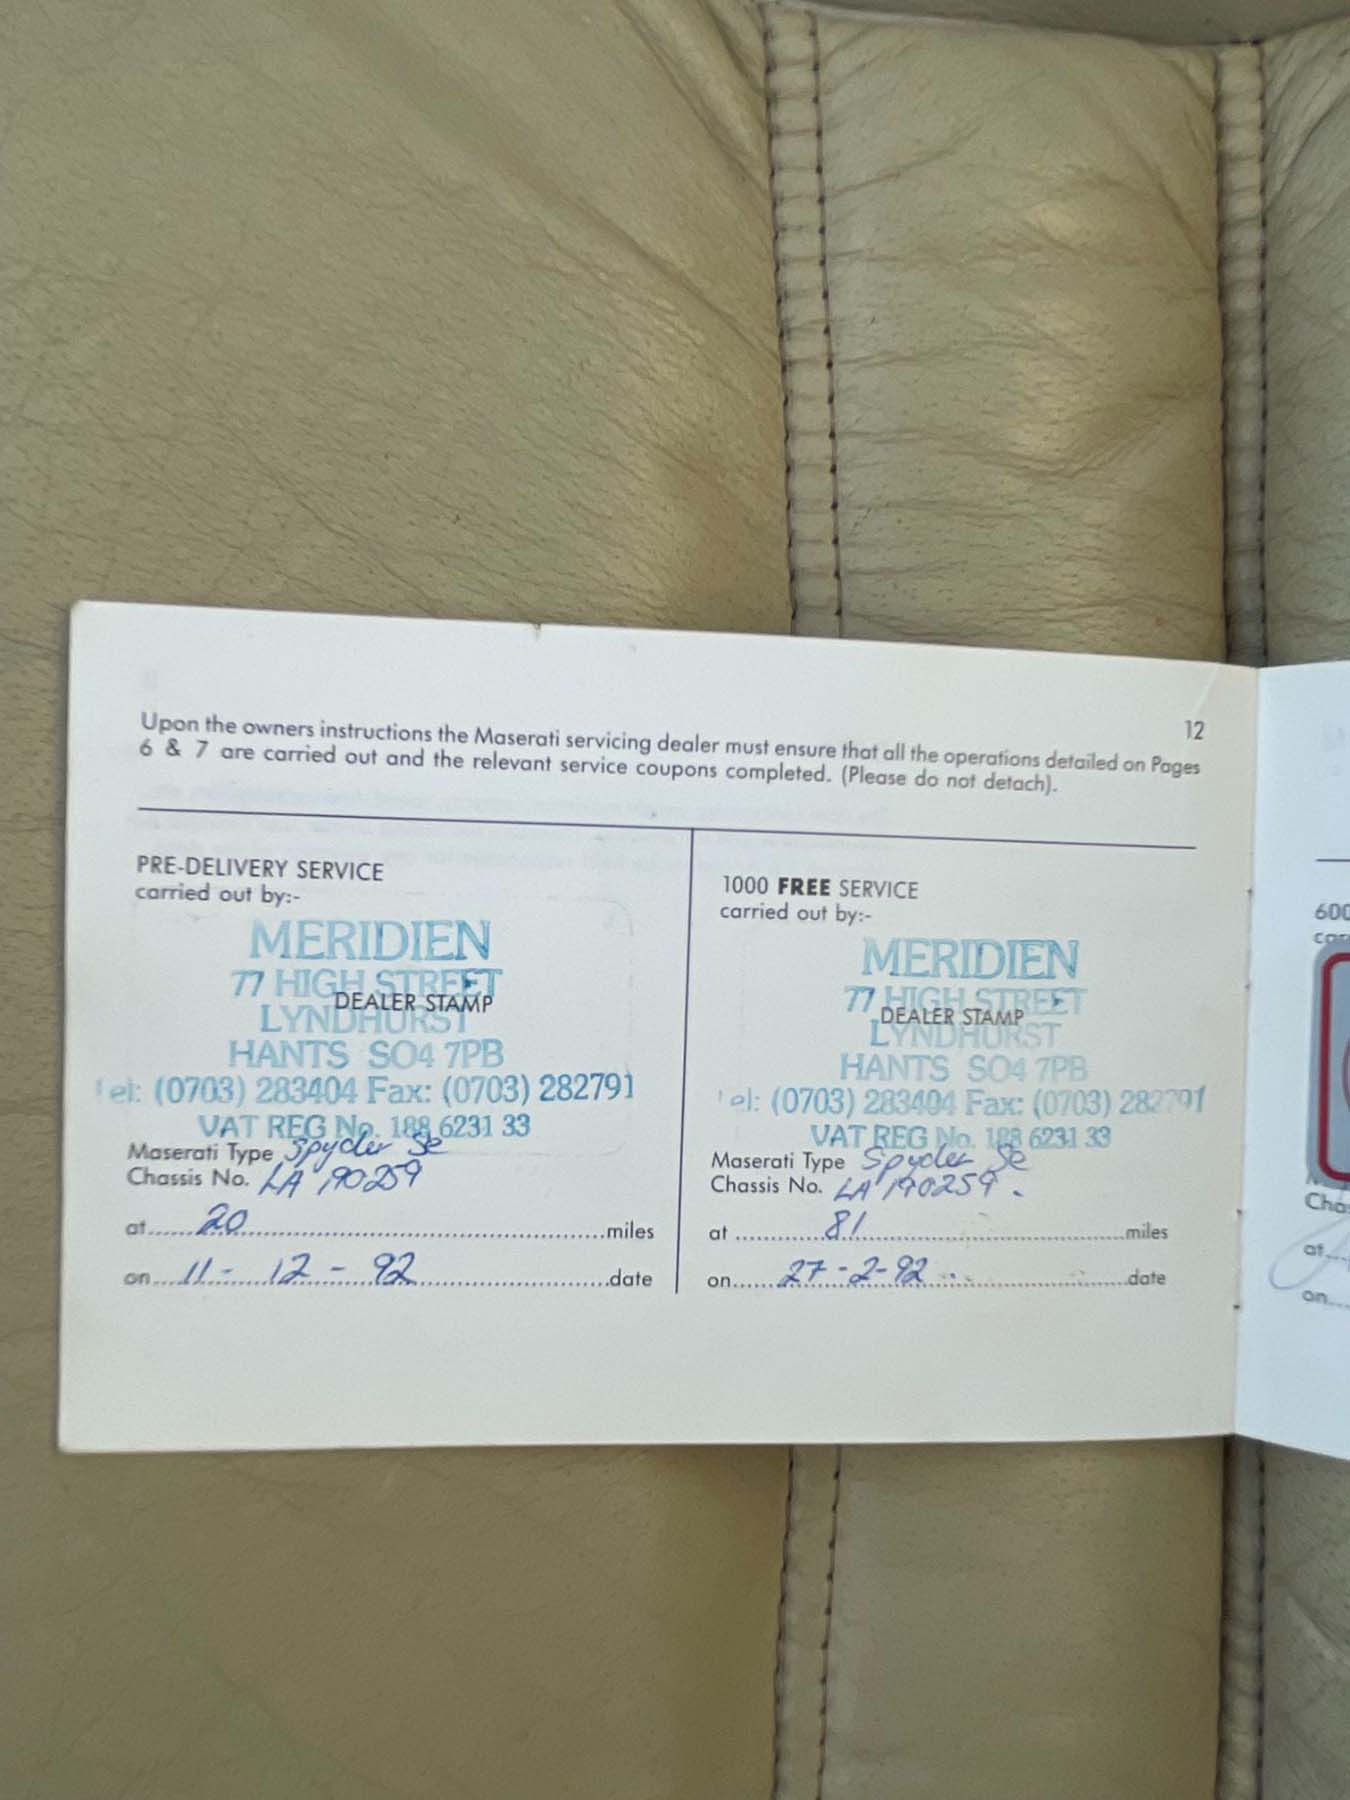 12
Upon the owners instructions the Maserati servicing dealer must ensure that all the operations detailed on Pages
6 & 7 are carried out and the relevant service coupons completed. (Please do not detach).
PRE-DELIVERY SERVICE
carried out by:-
MERIDIEN
77 HIGH STREET
DEALER STAMP
LYNDHURST
HANTS SO4 7PB
Tel: (0703) 283404 Fax: (0703) 282791
VAT REG No. 188 6231 33
Maserati Type Spyder Se
Chassis No. LA 190259
at 20 miles
on 11 - 12 - 92 date
1000 FREE SERVICE
carried out by:-
MERIDIEN
77 HIGH STREET
DEALER STAMP
LYNDHURST
HANTS SO4 7PB
Tel: (0703) 283404 Fax: (0703) 282791
VAT REG No. 188 6231 33
Maserati Type Spyder Se
Chassis No. LA 190259.
at 81 miles
on 27-2-92 date
600
at
on